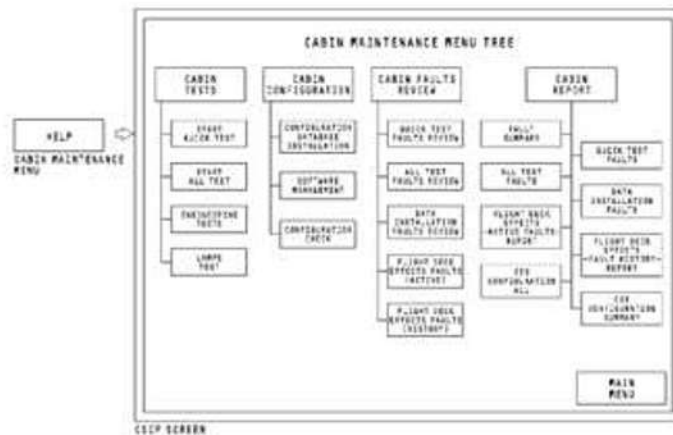 CABIN MAINTENANCE MENU TREE
CABIN
TESTS
CABIN
CONFIGURATION
CABIN FAULTS
REVIEW
CABIN
REPORT
HELP
CABIN MAINTENANCE
MENU
START
QUICK TEST
START
ALL TEST
ENGINEERING
TESTS
LAMPS
TEST
CONFIGURATION
DATABASE
INSTALLATION
SOFTWARE
MANAGEMENT
CONFIGURATION
CHECK
QUICK TEST
FAULTS REVIEW
ALL TEST
FAULTS REVIEW
DATA
INSTALLATION
FAULTS REVIEW
FLIGHT DECK
EFFECTS FAULTS
(ACTIVE)
FLIGHT DECK
EFFECTS FAULTS
(HISTORY)
FAULT
SUMMARY
ALL TEST
FAULTS
FLIGHT DECK
EFFECTS
-ACTIVE FAULTS-
REPORT
CONFIGURATION
ALL
QUICK TEST
FAULTS
DATA
INSTALLATION
FAULTS
FLIGHT DECK
EFFECTS
-FAULT HISTORY-
REPORT
CONFIGURATION
SUMMARY
MAIN
MENU
SCREEN